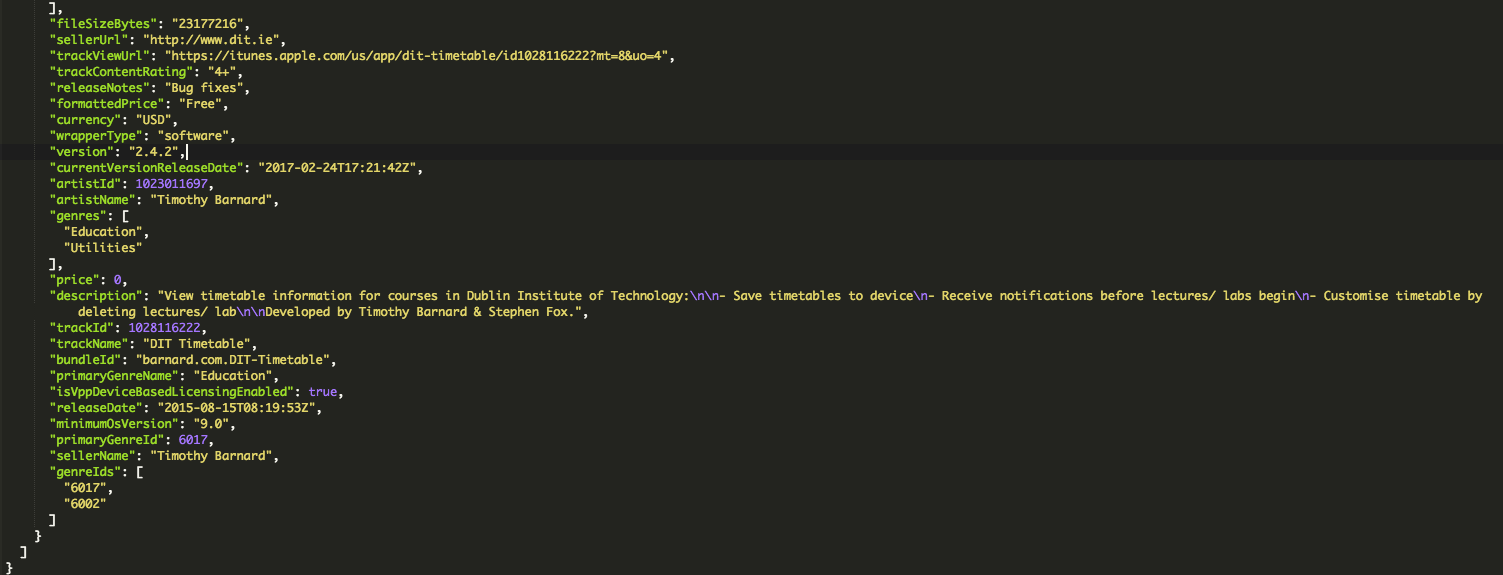 ],
"fileSizeBytes": "23177216",
"sellerUrl": "http://www.dit.ie",
"trackViewUrl": "https://itunes.apple.com/us/app/dit-timetable/id1028116222?mt=8&uo=4",
"trackContentRating": "4+",
"releaseNotes": "Bug fixes",
"formattedPrice": "Free",
"currency": "USD",
"wrapperType": "software",
"version": "2.4.2",
"currentVersionReleaseDate": "2017-02-24T17:21:42Z",
"artistId": 1023011697,
"artistName": "Timothy Barnard",
"genres": [
"Education",
"Utilities"
],
"price": 0,
"description": "View timetable information for courses in Dublin Institute of Technology:\n\n- Save timetables to device\n- Receive notifications before lectures/ labs begin\n- Customise timetable by
deleting lectures/ lab\n\nDeveloped by Timothy Barnard & Stephen Fox.",
"trackId": 1028116222,
"trackName": "DIT Timetable",
"bundleId": "barnard.com.DIT-Timetable",
"primaryGenreName": "Education",
"isVppDeviceBasedLicensingEnabled": true,
"releaseDate": "2015-08-15T08:19:53Z",
"minimumOsVersion": "9.0",
"primaryGenreId": 6017,
"sellerName": "Timothy Barnard",
"genreIds": [
"6017",
"6002"
]
}
]
}